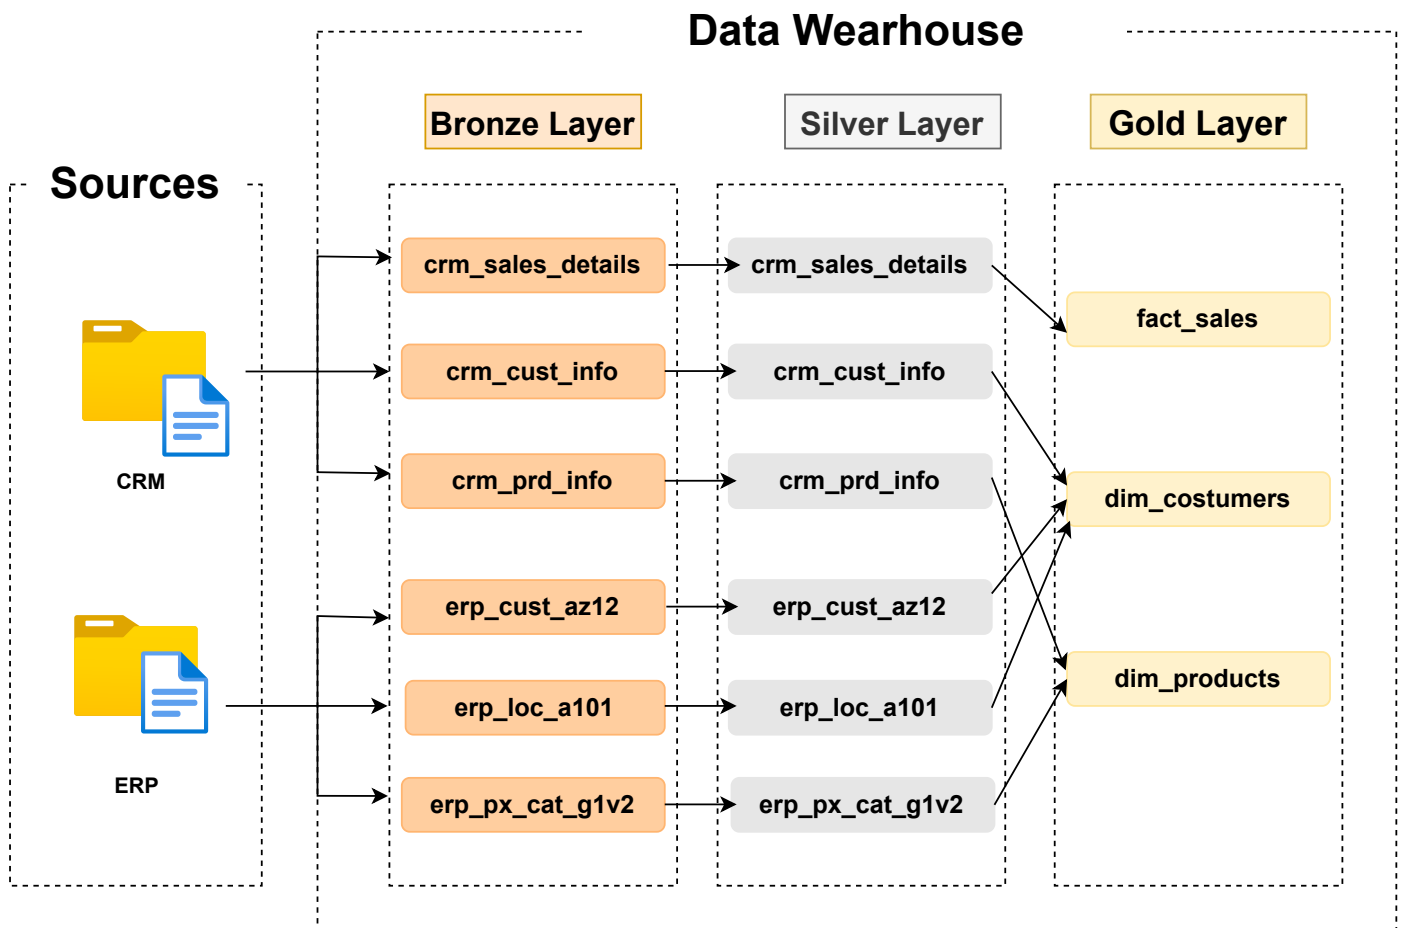 Data Wearhouse
Sources
Bronze Layer
Silver Layer
Gold Layer
CRM
ERP
crm_sales_details
crm_cust_info
crm_prd_info
erp_cust_az12
erp_loc_a101
erp_px_cat_g1v2
crm_sales_details
crm_cust_info
crm_prd_info
erp_cust_az12
erp_loc_a101
erp_px_cat_g1v2
fact_sales
dim_costumers
dim_products